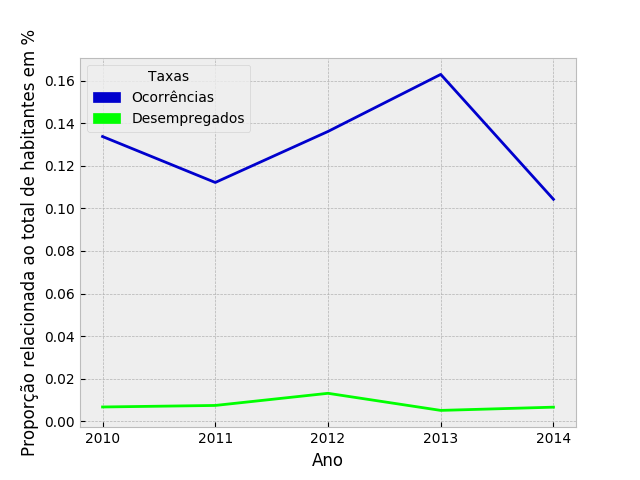 Proporção relacionada ao total de habitantes em %
0.16
0.14
0.12
0.10
0.08
0.06
0.04
0.02
0.00
Taxas
Ocorrências
Desempregados
2010 2011 2012 2013 2014
Ano